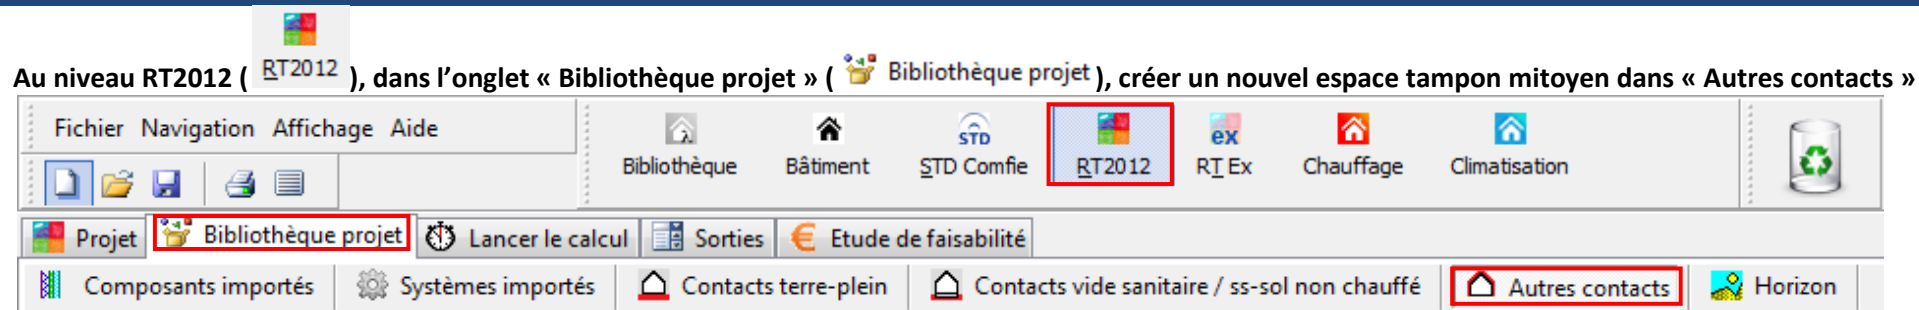 Au niveau RT2012 ( RT2012 ), dans l’onglet « Bibliothèque projet » ( Bibliothèque projet ), créer un nouvel espace tampon mitoyen dans « Autres contacts »
Fichier Navigation Affichage Aide
Bibliothèque Bâtiment STD Comfie RT2012 RT Ex Chauffage Climatisation
Projet Bibliothèque projet Lancer le calcul Sorties Etude de faisabilité
Composants importés Systèmes importés Contacts terre-plein Contacts vide sanitaire / ss-sol non chauffé Autres contacts Horizon